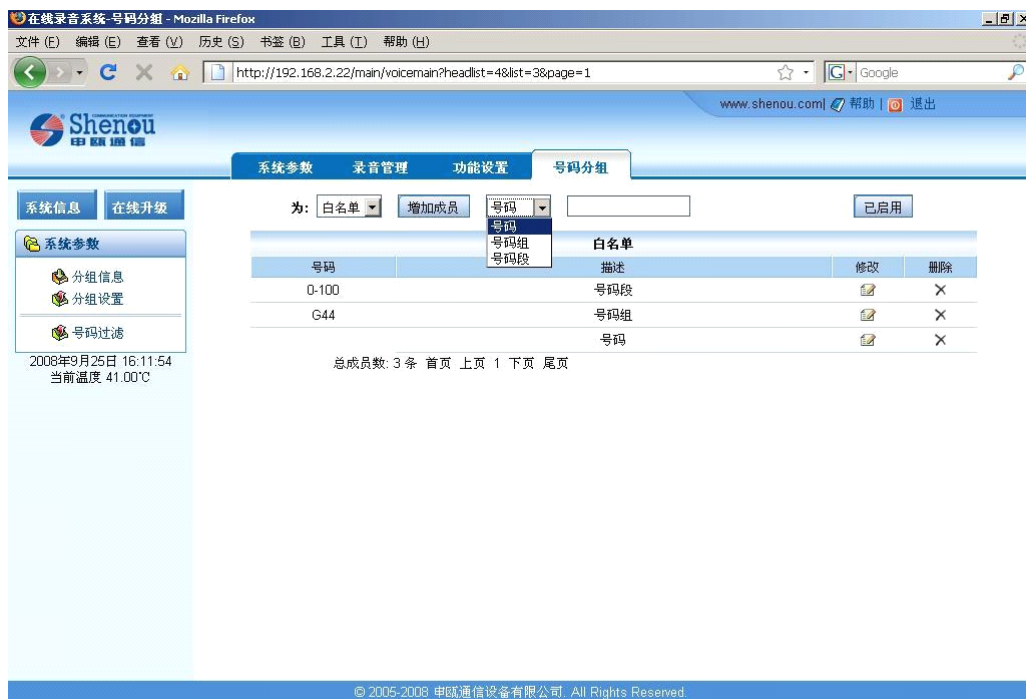 在线录音系统-号码分组 - Mozilla Firefox
文件 (F) 编辑 (E) 查看 (V) 历史 (S) 书签 (B) 工具 (T) 帮助 (H)
http://192.168.2.22/main/voicemain?headlist=4&list=3&page=1 G Google
www.shenou.com| 帮助 | 退出
COMMUNICATION EQUIPMENT
Shenou
申瓯通信
系统参数 录音管理 功能设置 号码分组
系统信息 在线升级
为: 白名单 增加成员 号码 已启用
号码
号码组
号码段
系统参数
分组信息
分组设置
号码过滤
2008年9月25日 16:11:54
当前温度 41.00℃
白名单
号码 描述 修改 删除
0-100 号码段
G44 号码组
号码
总成员数: 3 条 首页 上页 1 下页 尾页
© 2005-2008 申瓯通信设备有限公司. All Rights Reserved.